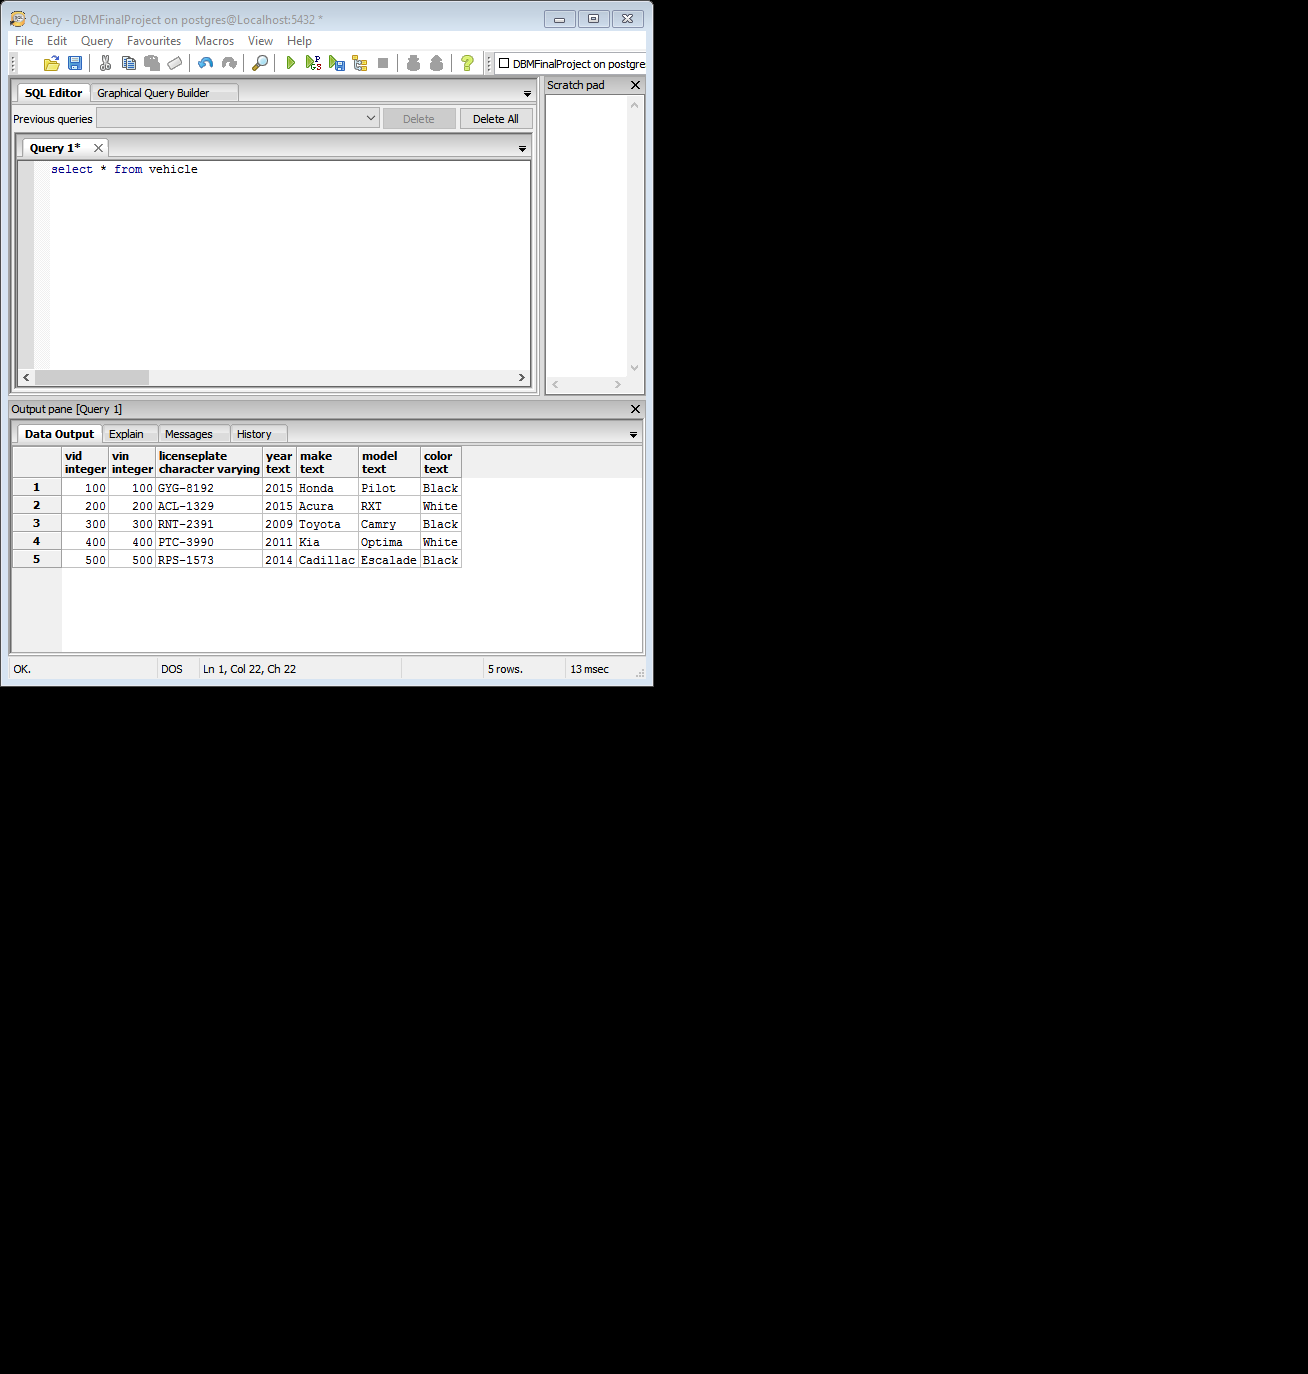 Query - DBMFinalProject on postgres@Localhost:5432 *
File Edit Query Favourites Macros View Help
DBMFinalProject on postgre
SQL Editor Graphical Query Builder
Scratch pad
Previous queries Delete Delete All
Query 1*
select * from vehicle
Output pane [Query 1]
Data Output Explain Messages History
vid vin licenseplate year make model color
integer integer character varying text text text text
1 100 100 GYG-8192 2015 Honda Pilot Black
2 200 200 ACL-1329 2015 Acura RXT White
3 300 300 RNT-2391 2009 Toyota Camry Black
4 400 400 PTC-3990 2011 Kia Optima White
5 500 500 RPS-1573 2014 Cadillac Escalade Black
OK. DOS Ln 1, Col 22, Ch 22 5 rows. 13 msec